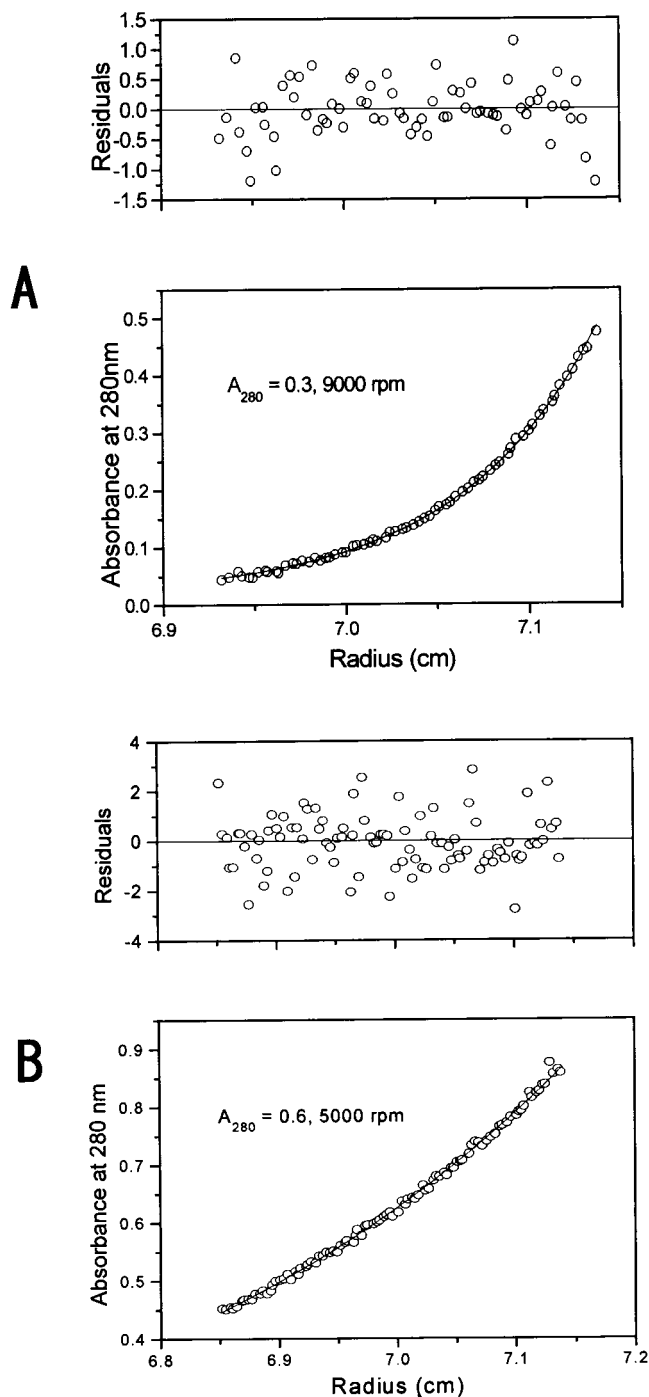 1.5
1.0
0.5
0.0
-0.5
-1.0
-1.5
Residuals
A
0.5
0.4
0.3
0.2
0.1
0.0
Absorbance at 280nm
A280 = 0.3, 9000 rpm
6.9 7.0 7.1
Radius (cm)
4
2
0
-2
-4
Residuals
B
0.9
0.8
0.7
0.6
0.5
0.4
Absorbance at 280 nm
A280 = 0.6, 5000 rpm
6.8 6.9 7.0 7.1 7.2
Radius (cm)